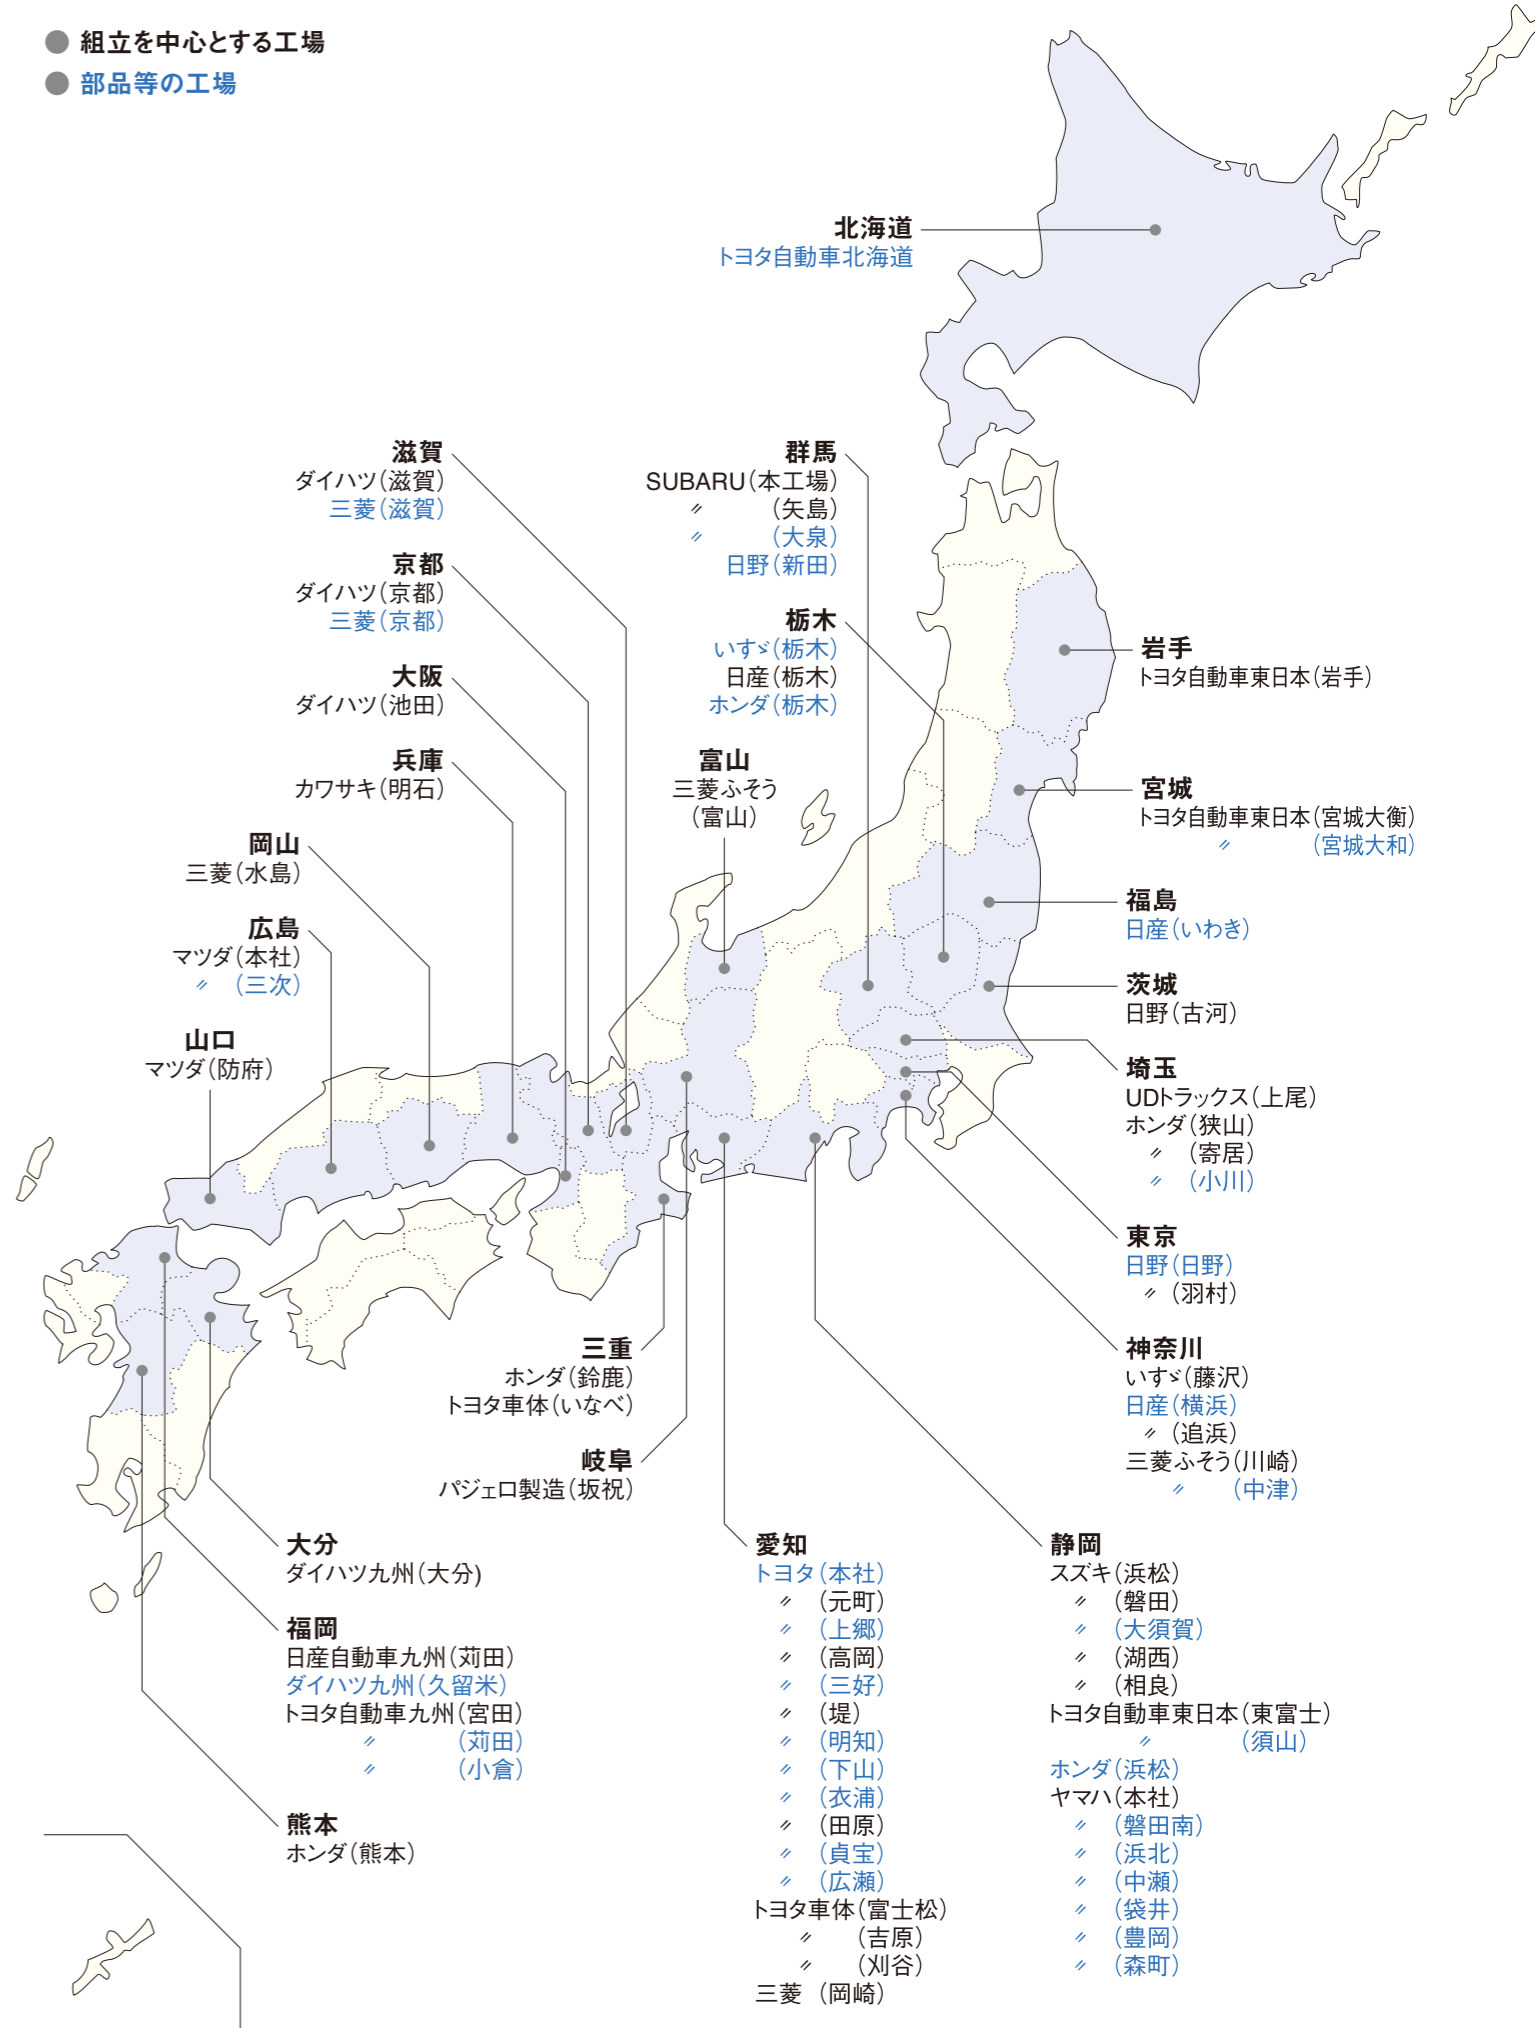 組立を中心とする工場
部品等の工場
北海道
トヨタ自動車北海道
滋賀
ダイハツ(滋賀)
三菱(滋賀)
京都
ダイハツ(京都)
三菱(京都)
大阪
ダイハツ(池田)
兵庫
カワサキ(明石)
岡山
三菱(水島)
広島
マツダ(本社)
〃 (三次)
山口
マツダ(防府)
群馬
SUBARU(本工場)
〃 (矢島)
〃 (大泉)
日野(新田)
栃木
いすゞ(栃木)
日産(栃木)
ホンダ(栃木)
富山
三菱ふそう
(富山)
岩手
トヨタ自動車東日本(岩手)
宮城
トヨタ自動車東日本(宮城大衡)
〃 (宮城大和)
福島
日産(いわき)
茨城
日野(古河)
埼玉
UDトラックス(上尾)
ホンダ(狭山)
〃 (寄居)
〃 (小川)
東京
日野(日野)
〃 (羽村)
神奈川
いすゞ(藤沢)
日産(横浜)
〃 (追浜)
三菱ふそう(川崎)
〃 (中津)
三重
ホンダ(鈴鹿)
トヨタ車体(いなべ)
岐阜
パジェロ製造(坂祝)
大分
ダイハツ九州(大分)
福岡
日産自動車九州(苅田)
ダイハツ九州(久留米)
トヨタ自動車九州(宮田)
〃 (苅田)
〃 (小倉)
熊本
ホンダ(熊本)
愛知
トヨタ(本社)
〃 (元町)
〃 (上郷)
〃 (高岡)
〃 (三好)
〃 (堤)
〃 (明知)
〃 (下山)
〃 (衣浦)
〃 (田原)
〃 (貞宝)
〃 (広瀬)
トヨタ車体(富士松)
〃 (吉原)
〃 (刈谷)
三菱 (岡崎)
静岡
スズキ(浜松)
〃 (磐田)
〃 (大須賀)
〃 (湖西)
〃 (相良)
トヨタ自動車東日本(東富士)
〃 (須山)
ホンダ(浜松)
ヤマハ(本社)
〃 (磐田南)
〃 (浜北)
〃 (中瀬)
〃 (袋井)
〃 (豊岡)
〃 (森町)